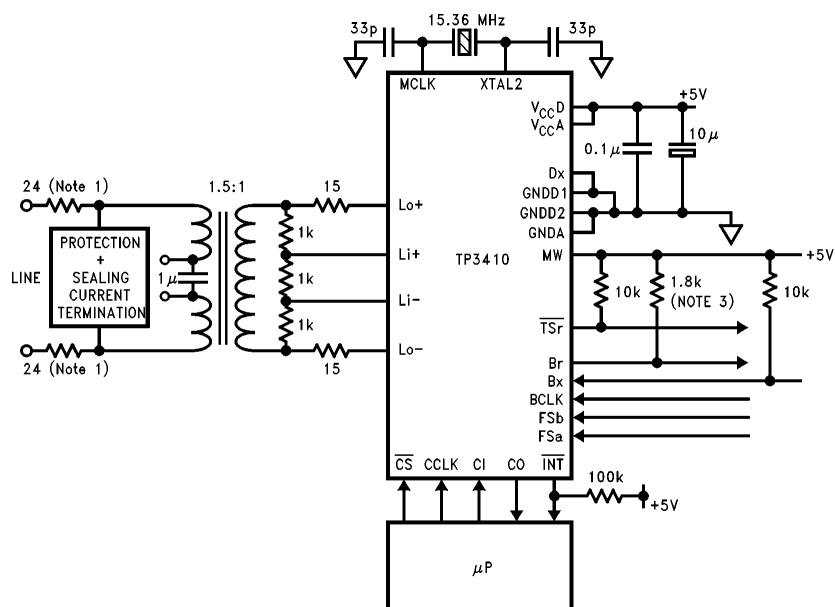 33p
15.36 MHz
33p
MCLK
XTAL2
VCCD
VCCA
+5V
0.1μ
10μ
24 (Note 1)
1.5:1
15
Dx
GNDD1
GNDD2
GNDA
Lo+
1k
PROTECTION
+
SEALING
CURRENT
TERMINATION
LINE
1μ
Li+
TP3410
MW
+5V
1k
10k
1.8k
(NOTE 3)
10k
Li-
1k
TSr
Lo-
15
24 (Note 1)
Br
Bx
BCLK
FSb
FSa
CS
CCLK
CI
CO
INT
100k
+5V
μP